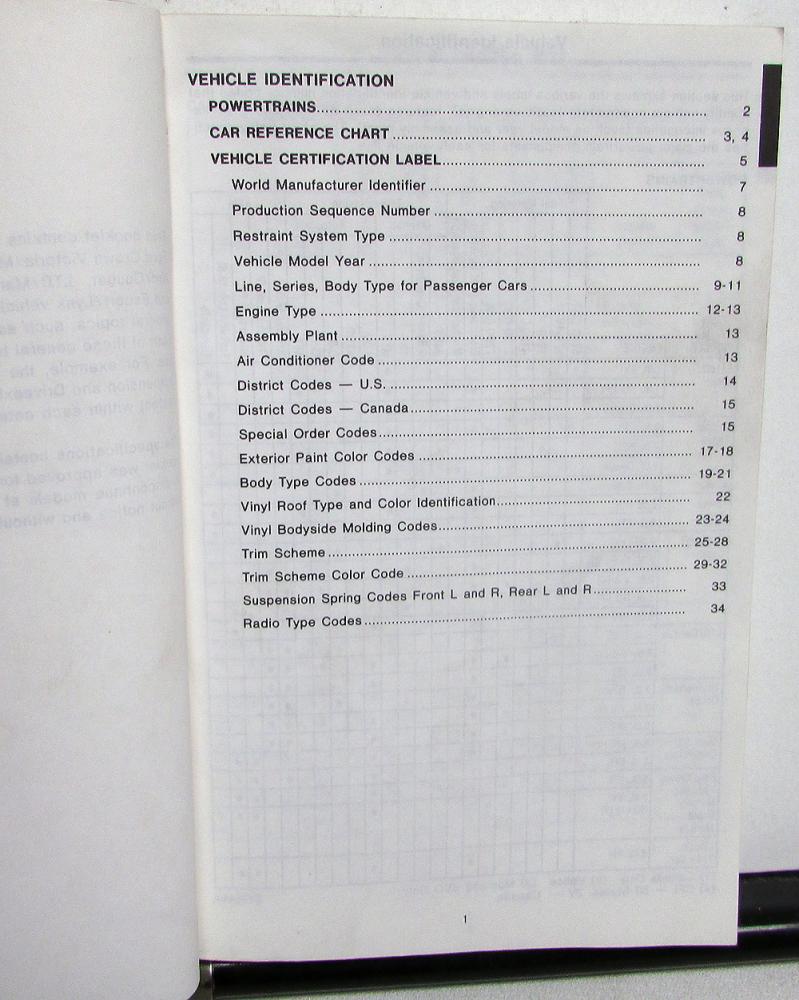 VEHICLE IDENTIFICATION
POWERTRAINS 2
CAR REFERENCE CHART 3, 4
VEHICLE CERTIFICATION LABEL 5
World Manufacturer Identifier 7
Production Sequence Number 8
Restraint System Type 8
Vehicle Model Year 8
Line, Series, Body Type for Passenger Cars 9-11
Engine Type 12-13
Assembly Plant 13
Air Conditioner Code 13
District Codes — U.S. 14
District Codes — Canada 15
Special Order Codes 15
Exterior Paint Color Codes 17-18
Body Type Codes 19-21
Vinyl Roof Type and Color Identification 22
Vinyl Bodyside Molding Codes 23-24
Trim Scheme 25-28
Trim Scheme Color Code 29-32
Suspension Spring Codes Front L and R, Rear L and R 33
Radio Type Codes 34
1